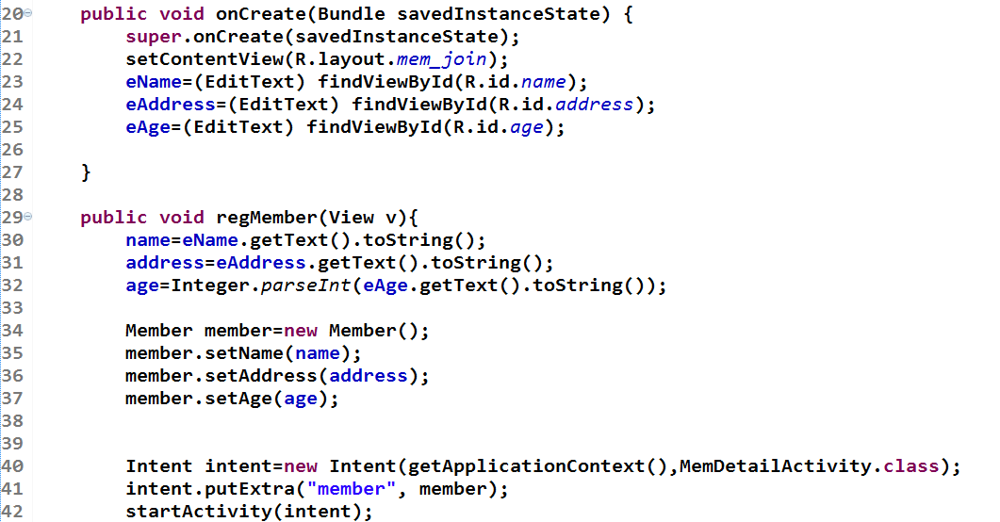 20 public void onCreate(Bundle savedInstanceState) {
21 super.onCreate(savedInstanceState);
22 setContentView(R.layout.mem_join);
23 eName=(EditText) findViewById(R.id.name);
24 eAddress=(EditText) findViewById(R.id.address);
25 eAge=(EditText) findViewById(R.id.age);
26
27 }
28
29 public void regMember(View v){
30 name=eName.getText().toString();
31 address=eAddress.getText().toString();
32 age=Integer.parseInt(eAge.getText().toString());
33
34 Member member=new Member();
35 member.setName(name);
36 member.setAddress(address);
37 member.setAge(age);
38
39
40 Intent intent=new Intent(getApplicationContext(),MemDetailActivity.class);
41 intent.putExtra("member", member);
42 startActivity(intent);